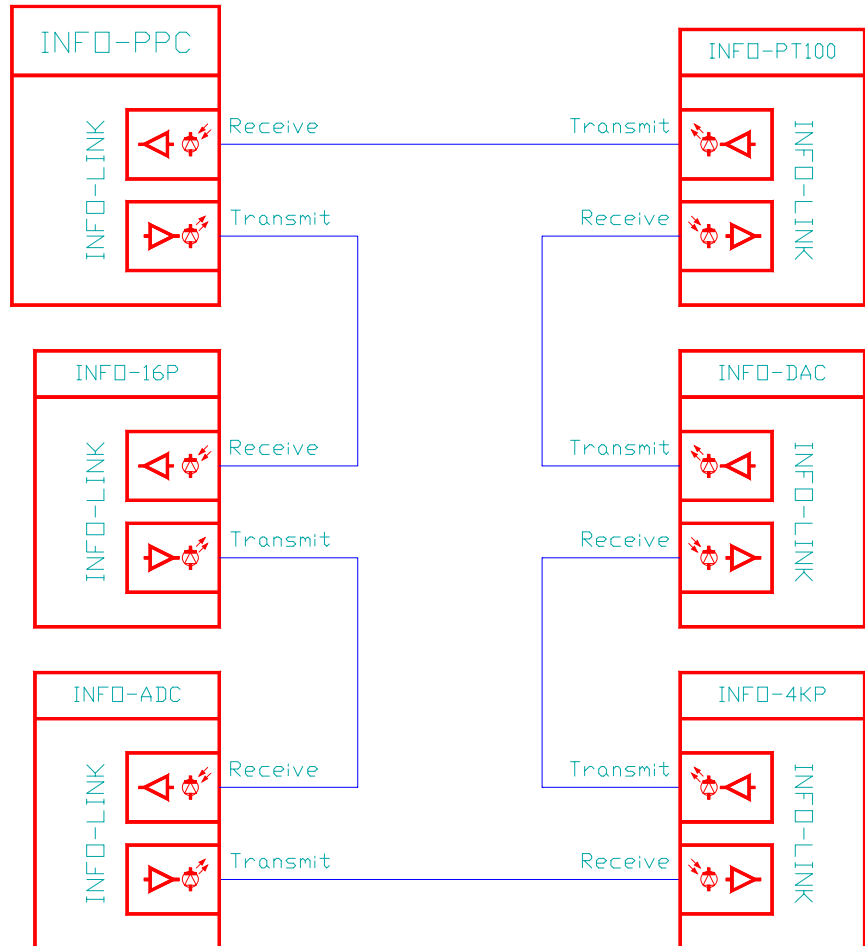 INFO-PPC
INFO-PT100
INFO-LINK
Receive
Transmit
INFO-LINK
Transmit
Receive
INFO-16P
INFO-DAC
INFO-LINK
Receive
Transmit
INFO-LINK
Transmit
Receive
INFO-ADC
INFO-4KP
INFO-LINK
Receive
Transmit
INFO-LINK
Transmit
Receive